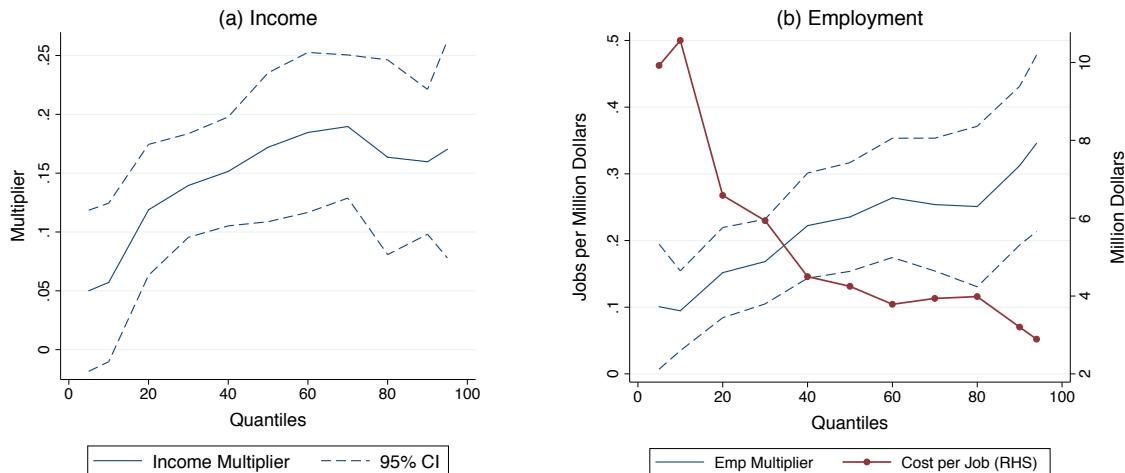 (a) Income
Multiplier
.25
.2
.15
.1
.05
0
0 20 40 60 80 100
Quantiles
Income Multiplier 95% CI
(b) Employment
Jobs per Million Dollars
.5
.4
.3
.2
.1
0
10
8
6
4
2
Million Dollars
0 20 40 60 80 100
Quantiles
Emp Multiplier Cost per Job (RHS)